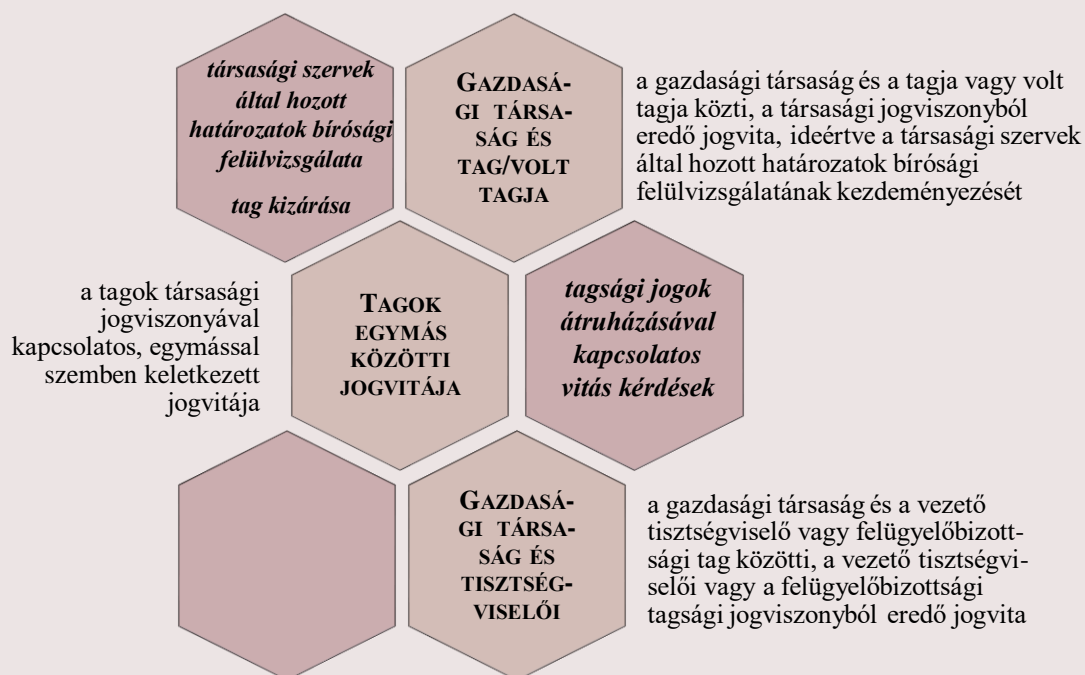 társasági szervek
által hozott
határozatok bírósági
felülvizsgálata
tag kizárása
GAZDASÁ-
GI TÁRSA-
SÁG ÉS
TAG/VOLT
TAGJA
a gazdasági társaság és a tagja vagy volt
tagja közti, a társasági jogviszonyból
eredő jogvita, ideértve a társasági szervek
által hozott határozatok bírósági
felülvizsgálatának kezdeményezését
a tagok társasági
jogviszonyával
kapcsolatos, egymással
szemben keletkezett
jogvitája
TAGOK
EGYMÁS
KÖZÖTTI
JOGVITÁJA
tagsági jogok
átruházásával
kapcsolatos
vitás kérdések
GAZDASÁ-
GI TÁRSA-
SÁG ÉS
TISZTSÉG-
VISELŐI
a gazdasági társaság és a vezető
tisztségviselő vagy felügyelőbizott-
sági tag közötti, a vezető tisztségvi-
selői vagy a felügyelőbizottsági
tagsági jogviszonyból eredő jogvita